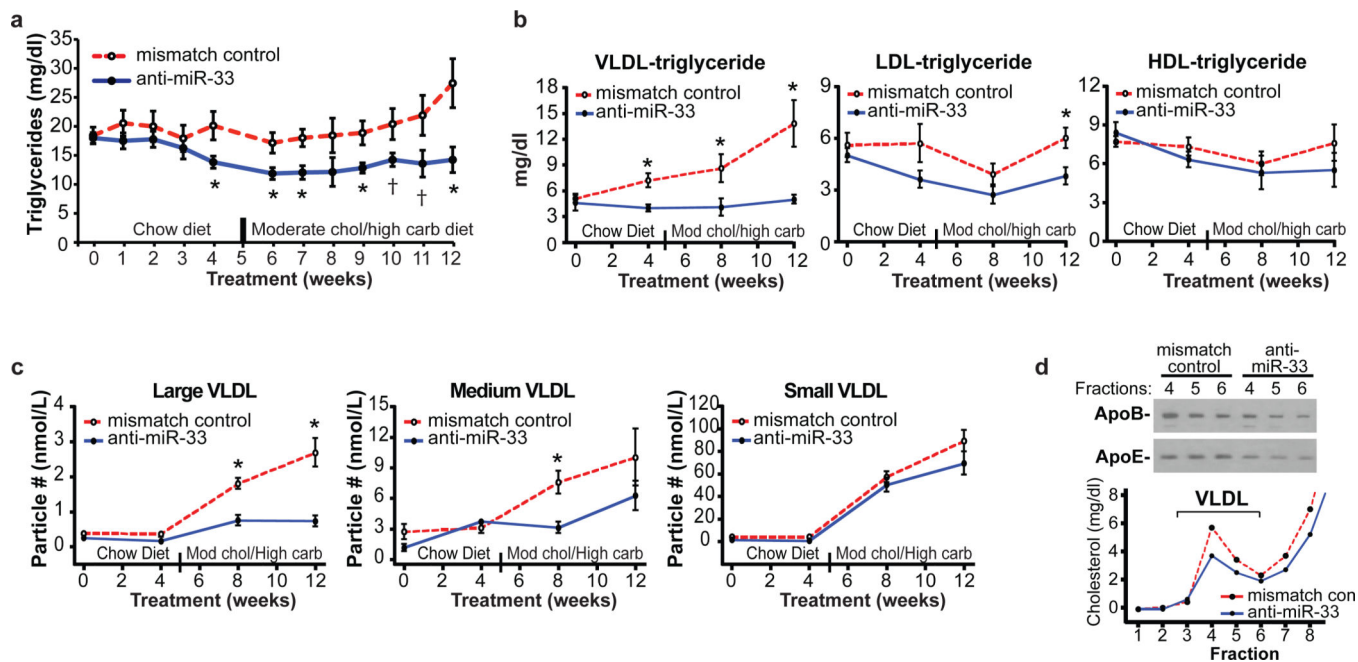 a
Triglycerides (mg/dl)
35
30
25
20
15
10
5
0
mismatch control
anti-miR-33
* * * * † † *
Chow diet
Moderate chol/high carb diet
0 1 2 3 4 5 6 7 8 9 10 11 12
Treatment (weeks)
b
VLDL-triglyceride
mg/dl
18
15
12
9
6
3
0
mismatch control
anti-miR-33
* * *
Chow Diet
Mod chol/high carb
0 2 4 6 8 10 12
Treatment (weeks)
LDL-triglyceride
9
6
3
0
mismatch control
anti-miR-33
*
Chow Diet
Mod chol/high carb
0 2 4 6 8 10 12
Treatment (weeks)
HDL-triglyceride
12
9
6
3
0
mismatch control
anti-miR-33
Chow Diet
Mod chol/high carb
0 2 4 6 8 10 12
Treatment (weeks)
c
Large VLDL
Particle # (nmol/L)
4
3
2
1
0
mismatch control
anti-miR-33
* *
Chow Diet
Mod chol/High carb
0 2 4 6 8 10 12
Treatment (weeks)
Medium VLDL
Particle # (nmol/L)
15
12
9
6
3
0
mismatch control
anti-miR-33
*
Chow Diet
Mod chol/High carb
0 2 4 6 8 10 12
Treatment (weeks)
Small VLDL
Particle # (nmol/L)
120
100
80
60
40
20
0
mismatch control
anti-miR-33
Chow Diet
Mod chol/High carb
0 2 4 6 8 10 12
Treatment (weeks)
d
mismatch control
anti-miR-33
Fractions: 4 5 6 4 5 6
ApoB-
ApoE-
Cholesterol (mg/dl)
8
6
4
2
0
VLDL
mismatch con
anti-miR-33
1 2 3 4 5 6 7 8
Fraction